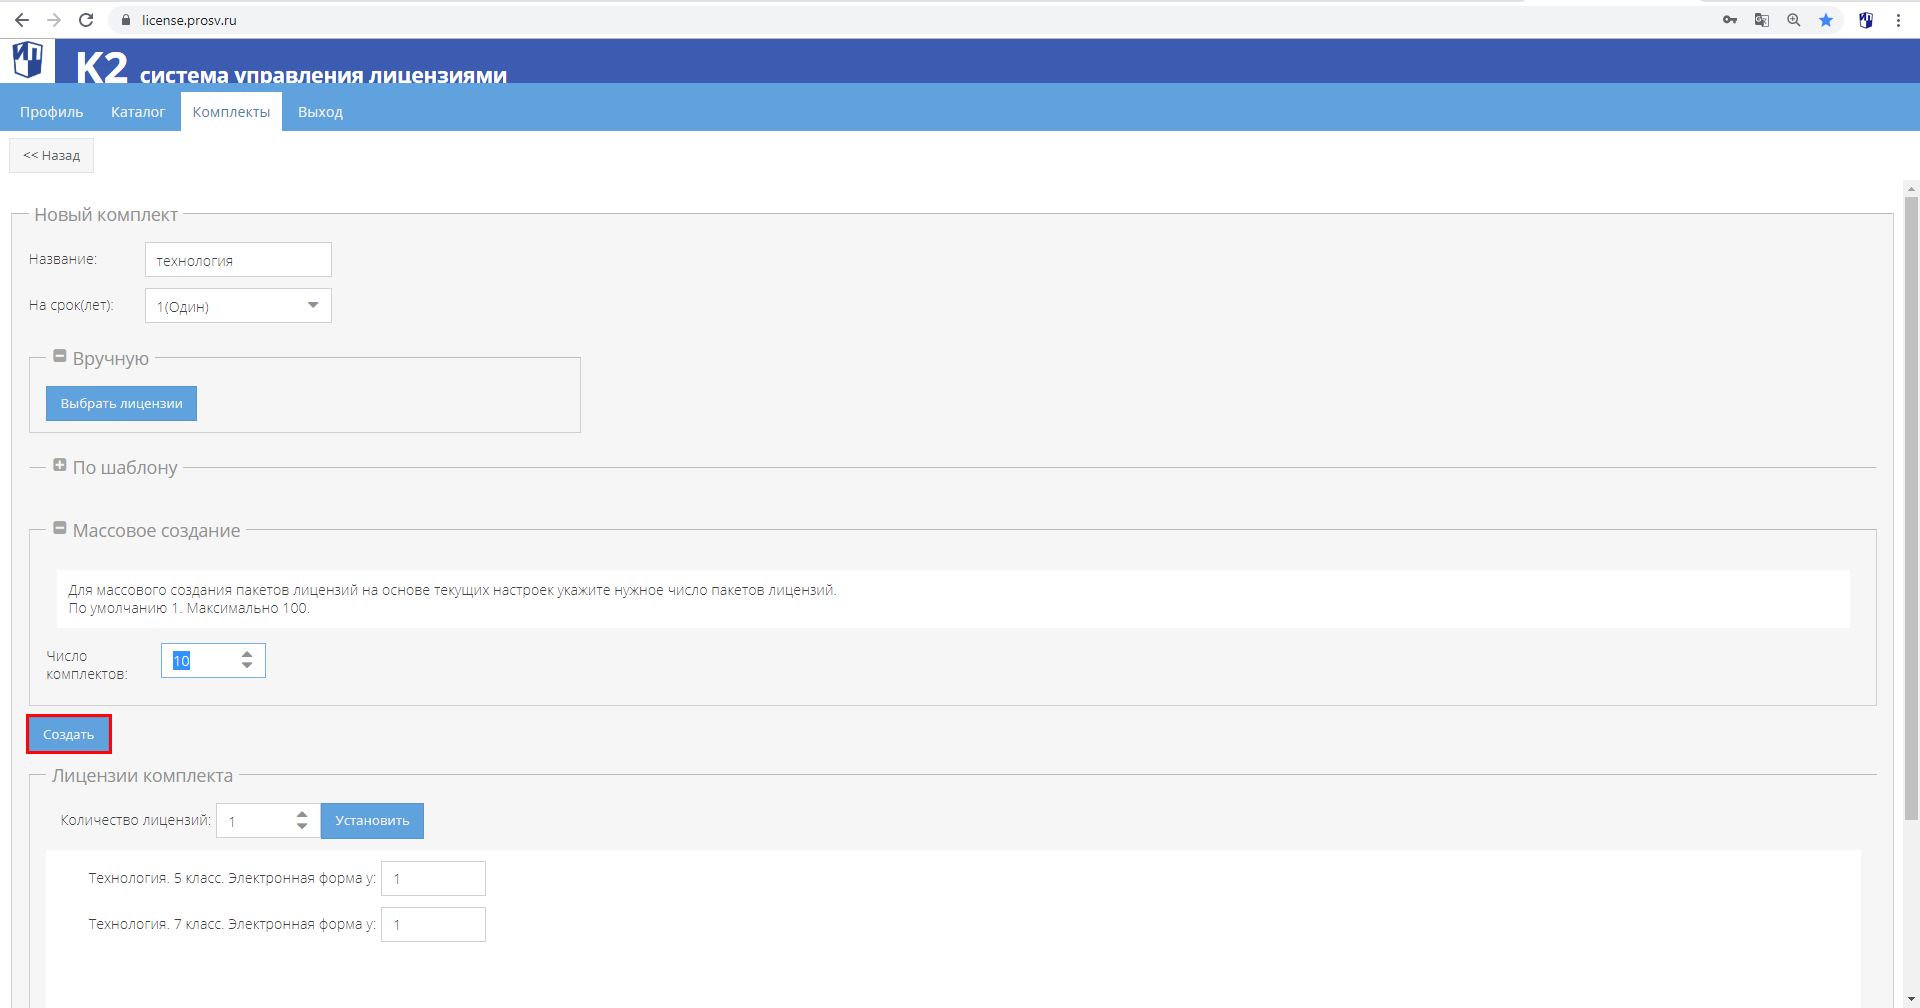 license.prosv.ru
ИП
K2 система управления лицензиями
Профиль Каталог Комплекты Выход
<< Назад
Новый комплект
Название: технология
На срок(лет): 1(Один)
Вручную
Выбрать лицензии
По шаблону
Массовое создание
Для массового создания пакетов лицензий на основе текущих настроек укажите нужное число пакетов лицензий.
По умолчанию 1. Максимально 100.
Число
комплектов: 10
Создать
Лицензии комплекта
Количество лицензий: 1 Установить
Технология. 5 класс. Электронная форма у: 1
Технология. 7 класс. Электронная форма у: 1